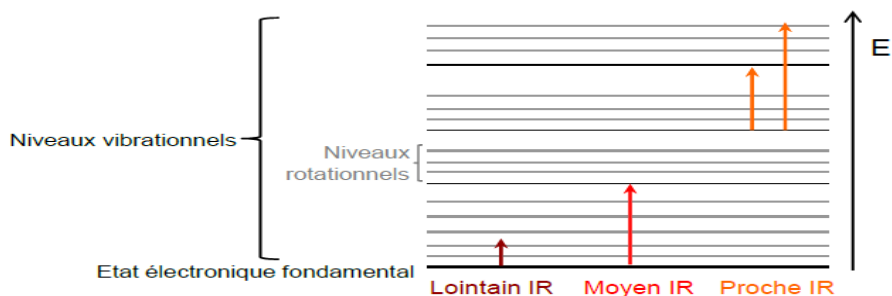 E
Niveaux vibrationnels
Niveaux
rotationnels
Etat électronique fondamental
Lointain IR
Moyen IR
Proche IR